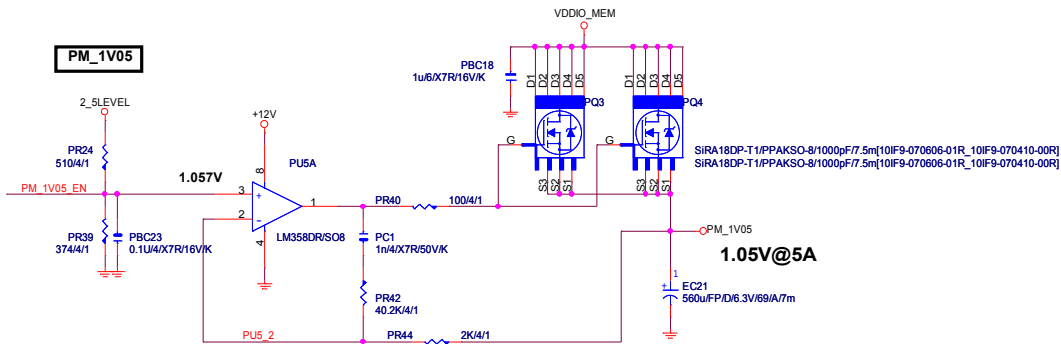 VDDIO_MEM
PM_1V05
PBC18
1u/6/X7R/16V/K
D1
D2
D3
D4
D5
D1
D2
D3
D4
D5
2_5LEVEL
+12V
PQ3
PQ4
PR24
510/4/1
PU5A
G
G
SiRA18DP-T1/PPAKSO-8/1000pF/7.5m[10IF9-070606-01R_10IF9-070410-00R]
SiRA18DP-T1/PPAKSO-8/1000pF/7.5m[10IF9-070606-01R_10IF9-070410-00R]
1.057V
8
S3
S2
S1
S3
S2
S1
PM_1V05_EN
3
+
1
PR40
100/4/1
2
-
PR39
374/4/1
PBC23
0.1U/4/X7R/16V/K
4
LM358DR/SO8
PC1
1n/4/X7R/50V/K
PM_1V05
1.05V@5A
1
+
EC21
560u/FP/D/6.3V/69/A/7m
PR42
40.2K/4/1
PU5_2
PR44
2K/4/1